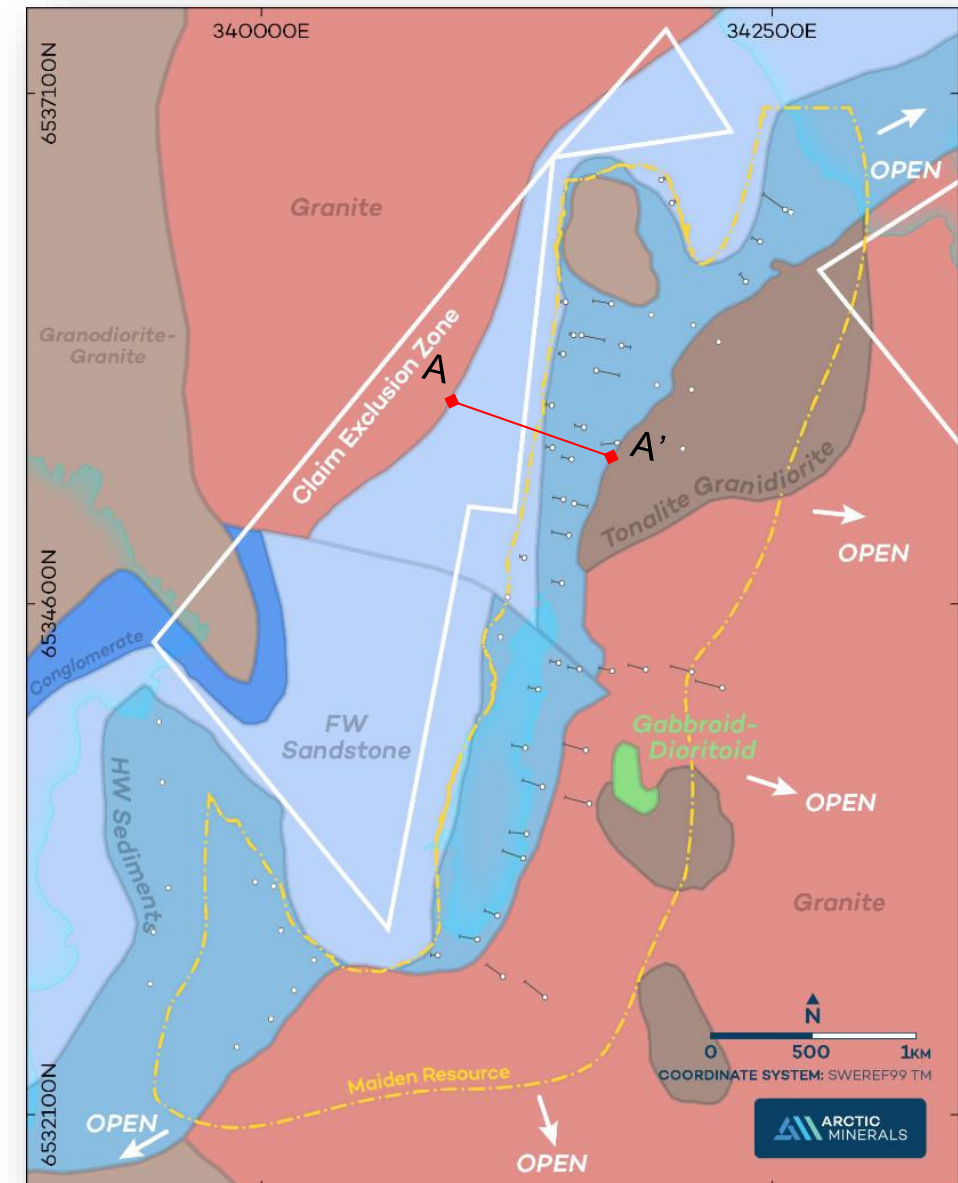 340000E
342500E
6537100N
OPEN
Granite
Granodiorite-
Granite
Claim Exclusion Zone
A
A’
Tonalite Granidiorite
OPEN
6534600N
Conglomerate
FW
Sandstone
Gabbroid-
Dioritoid
HW Sediments
OPEN
Granite
N
0 500 1KM
COORDINATE SYSTEM: SWEREF99 TM
Maiden Resource
6532100N
OPEN
OPEN
ARCTIC
MINERALS